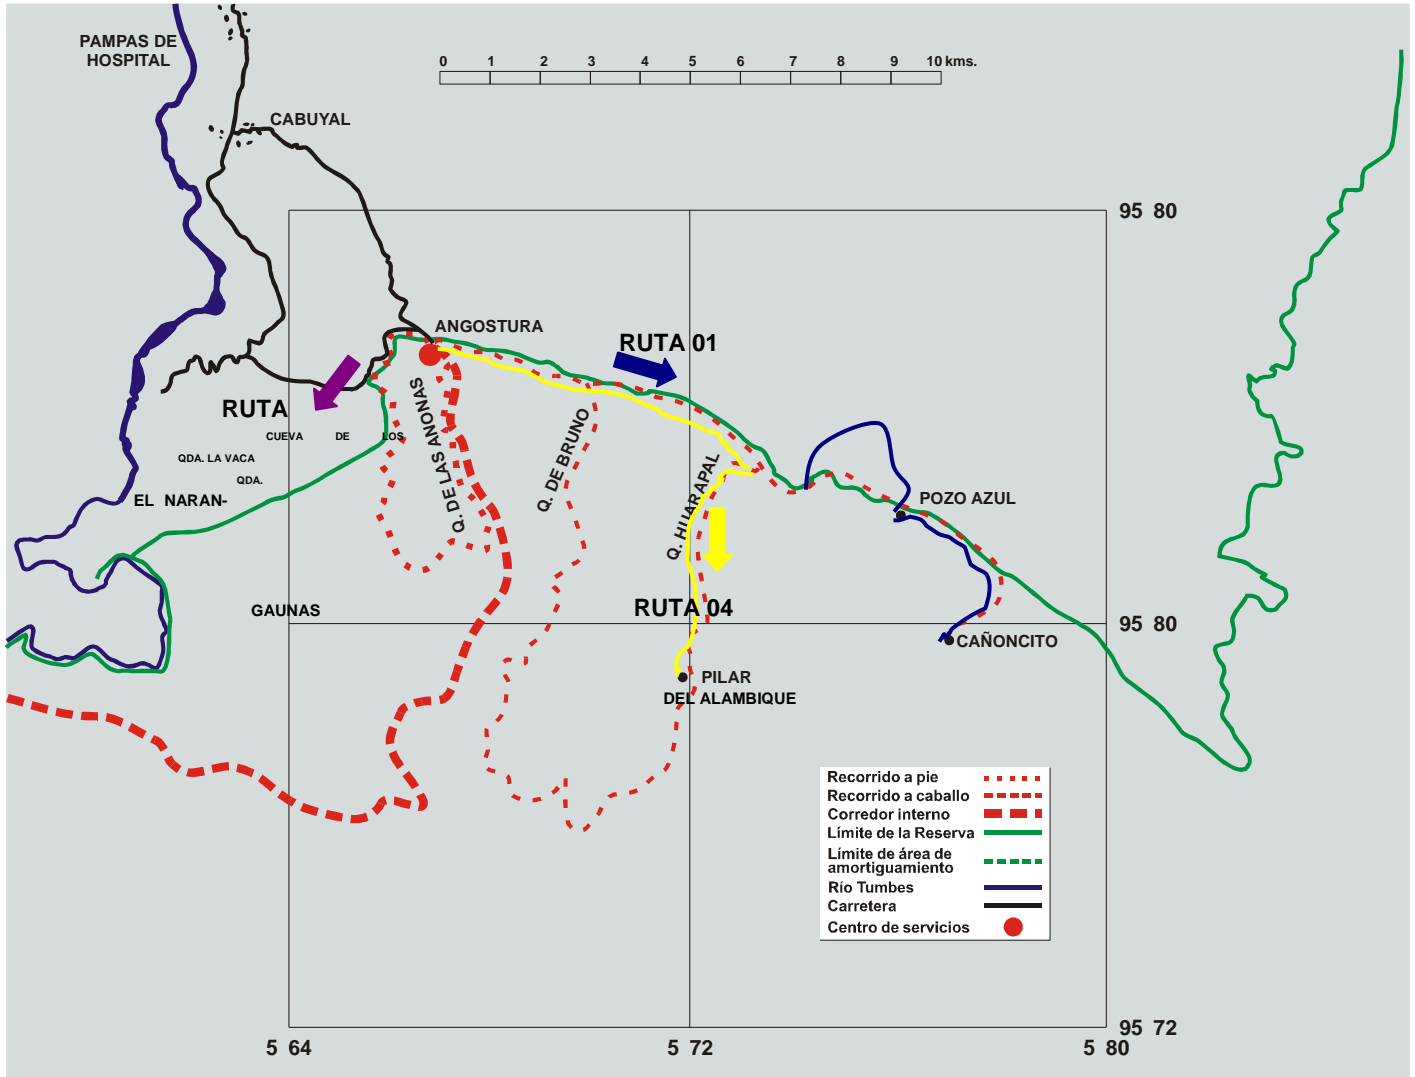 PAMPAS DE
HOSPITAL
0 1 2 3 4 5 6 7 8 9 10 kms.
CABUYAL
95 80
ANGOSTURA
RUTA 01
RUTA
CUEVA DE LOS
QDA. LA VACA
QDA.
EL NARAN-
Q. DE LAS ANONAS
Q. DE BRUNO
Q. HUARAPAL
POZO AZUL
GAUNAS
RUTA 04
95 80
CAÑONCITO
PILAR
DEL ALAMBIQUE
Recorrido a pie
Recorrido a caballo
Corredor interno
Límite de la Reserva
Límite de área de
amortiguamiento
Río Tumbes
Carretera
Centro de servicios
95 72
5 64 5 72 5 80